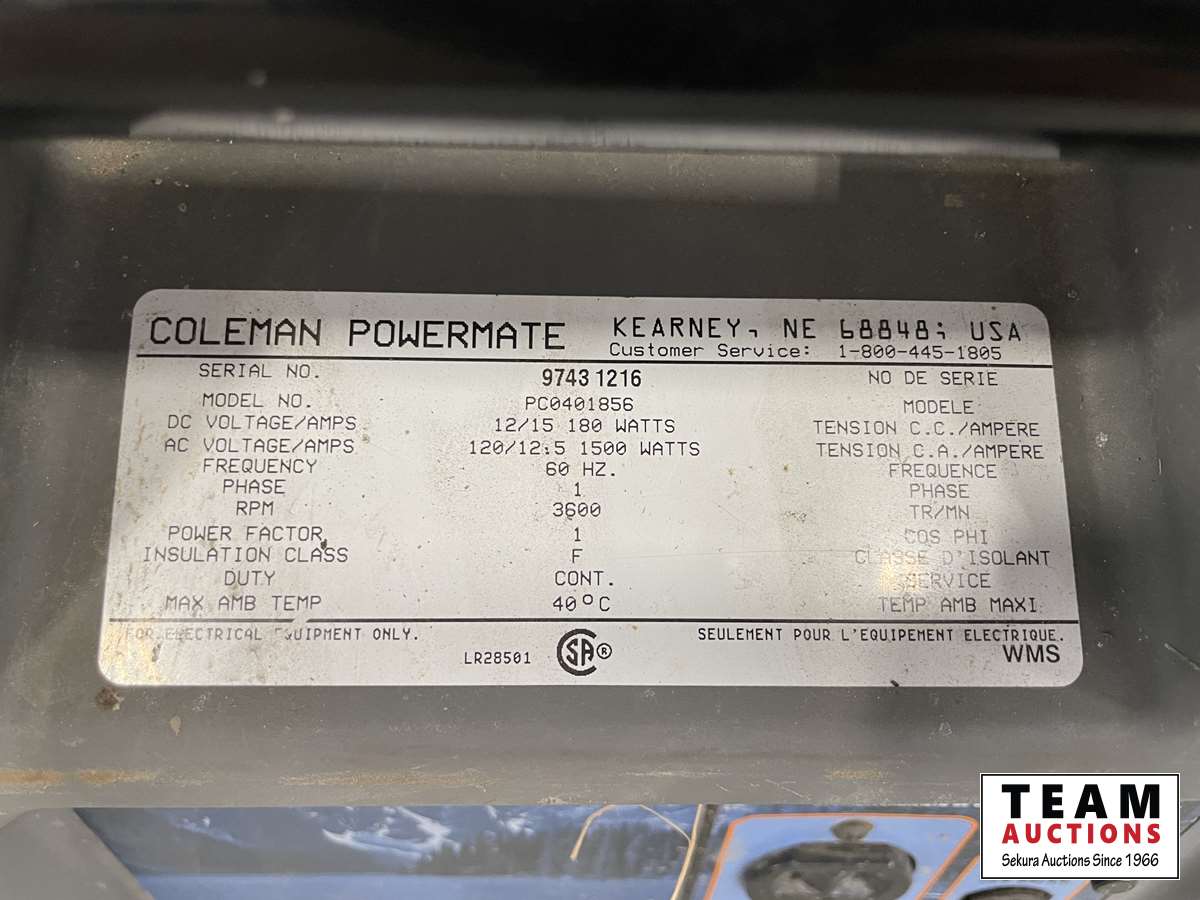 COLEMAN POWERMATE KEARNEY, NE 68848; USA
Customer Service: 1-800-445-1805
SERIAL NO. 9743 1216 NO DE SERIE
MODEL NO. PC0401856 MODELE
DC VOLTAGE/AMPS 12/15 180 WATTS TENSION C.C./AMPERE
AC VOLTAGE/AMPS 120/12.5 1500 WATTS TENSION C.A./AMPERE
FREQUENCY 60 HZ. FREQUENCE
PHASE 1 PHASE
RPM 3600 TR/MN
POWER FACTOR 1 COS PHI
INSULATION CLASS F CLASSE D'ISOLANT
DUTY CONT. SERVICE
MAX AMB TEMP 40°C TEMP AMB MAXI
FOR ELECTRICAL EQUIPMENT ONLY. SEULEMENT POUR L'EQUIPEMENT ELECTRIQUE.
LR28501 CSA® WMS
TEAM
AUCTIONS
Sekura Auctions Since 1966